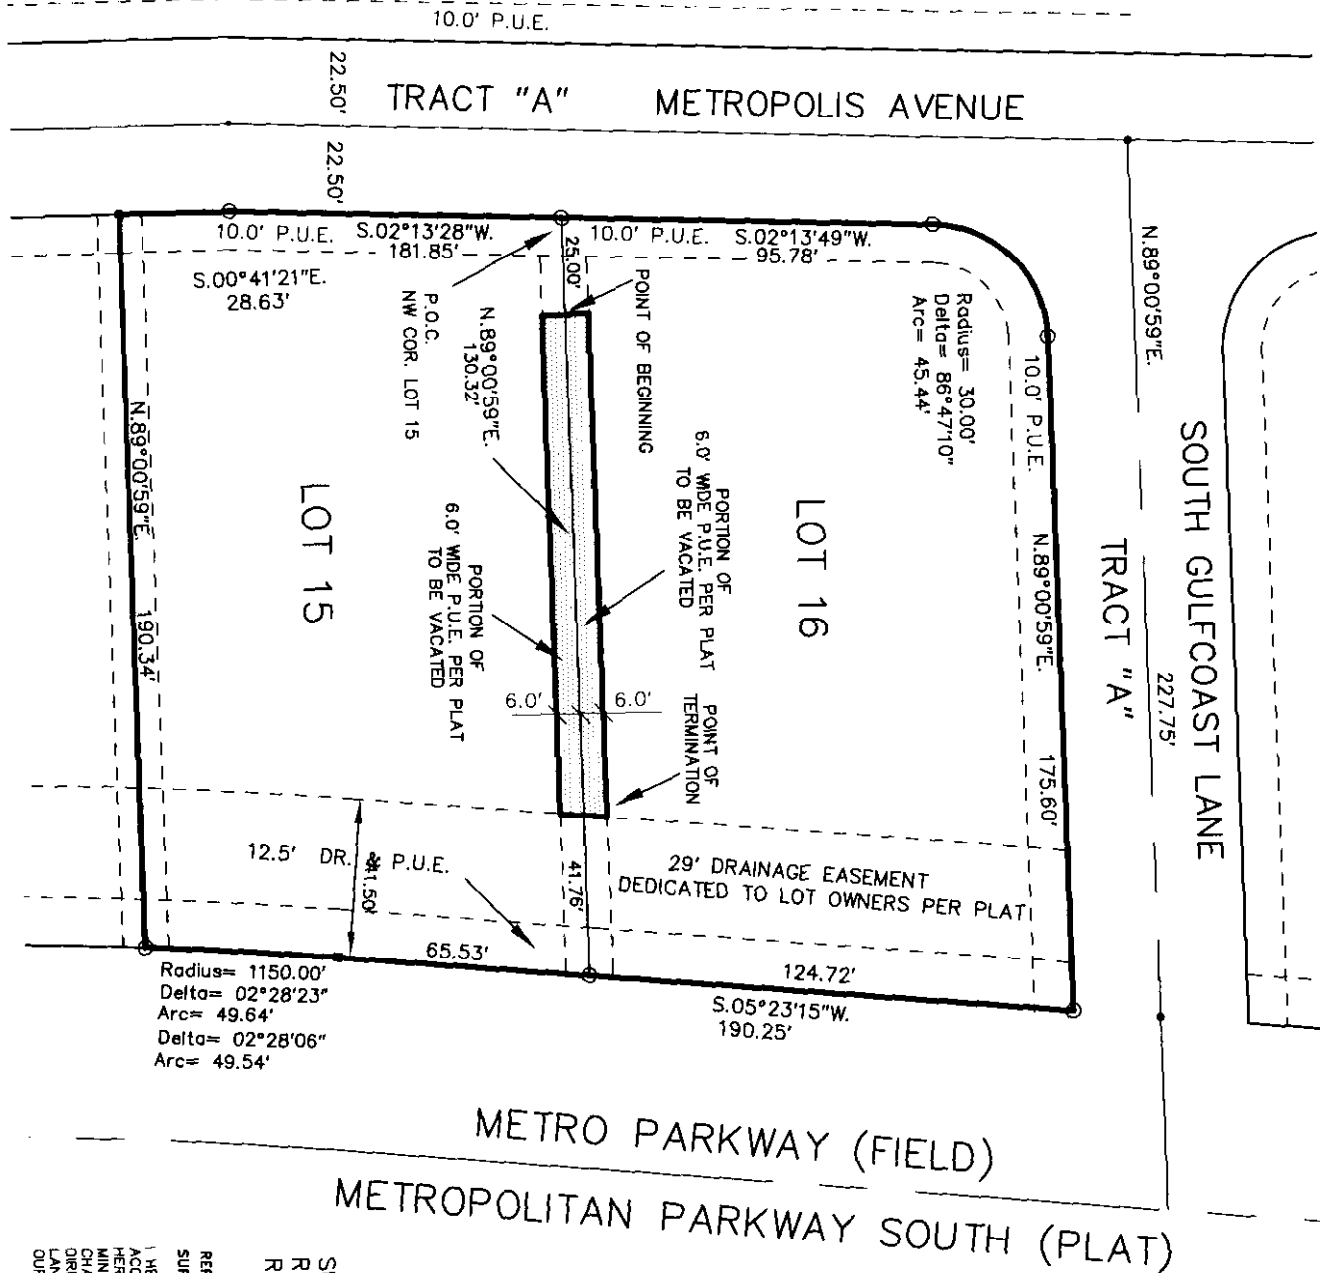 10.0' P.U.E.
22.50'
TRACT "A"
METROPOLIS AVENUE
22.50'
10.0' P.U.E.
S.02°13'28"W.
181.85'
25.00'
10.0' P.U.E.
S.02°13'49"W.
95.78'
S.00°41'21"E.
28.63'
P.O.C.
NW COR. LOT 15
N.89°00'59"E.
130.32'
POINT OF BEGINNING
Radius= 30.00'
Delta= 86°47'10"
Arc= 45.44'
10.0' P.U.E.
N.89°00'59"E.
175.60'
N.89°00'59"E.
227.75'
SOUTH GULFCOAST LANE
TRACT "A"
N.89°00'59"E.
190.34'
LOT 15
LOT 16
PORTION OF
6.0' WIDE P.U.E. PER PLAT
TO BE VACATED
PORTION OF
6.0' WIDE P.U.E. PER PLAT
TO BE VACATED
6.0'
6.0'
POINT OF
TERMINATION
12.5' DR. & P.U.E.
41.50'
41.76'
29' DRAINAGE EASEMENT
DEDICATED TO LOT OWNERS PER PLAT
65.53'
124.72'
S.05°23'15"W.
190.25'
Radius= 1150.00'
Delta= 02°28'23"
Arc= 49.64'
Delta= 02°28'06"
Arc= 49.54'
METRO PARKWAY (FIELD)
METROPOLITAN PARKWAY SOUTH (PLAT)